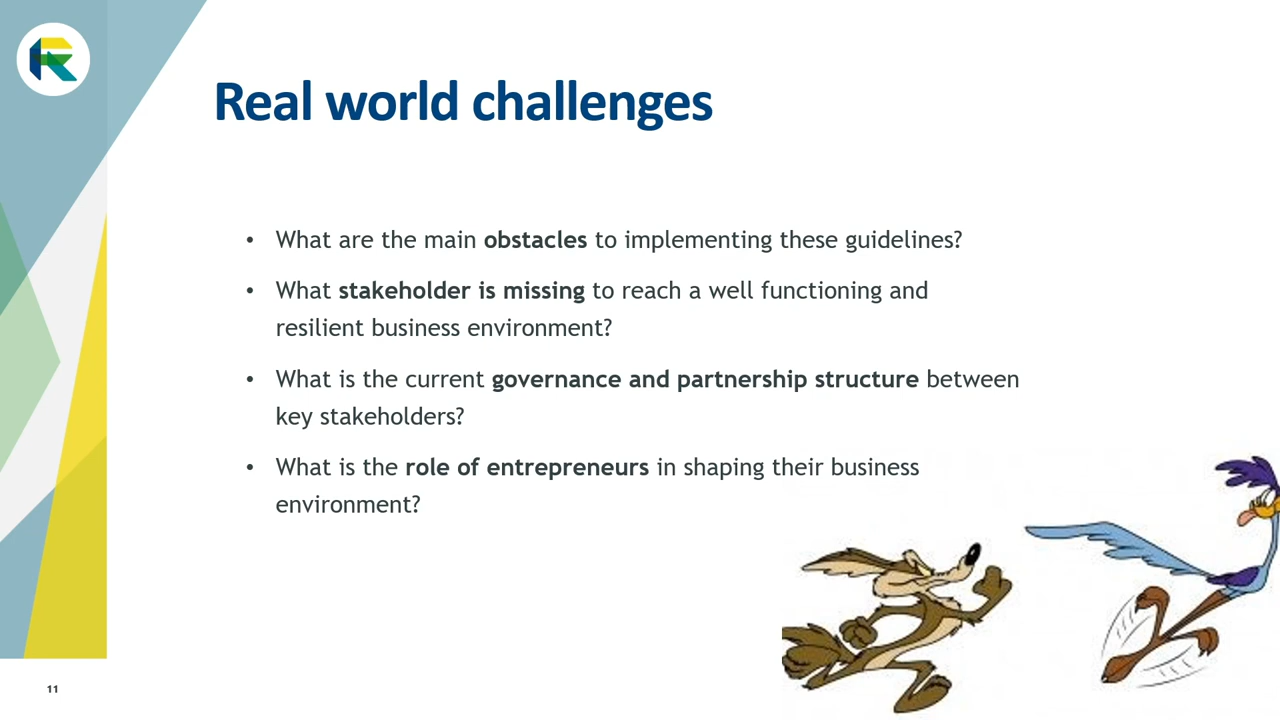 Real world challenges
• What are the main obstacles to implementing these guidelines?
• What stakeholder is missing to reach a well functioning and
resilient business environment?
• What is the current governance and partnership structure between
key stakeholders?
• What is the role of entrepreneurs in shaping their business
environment?
11